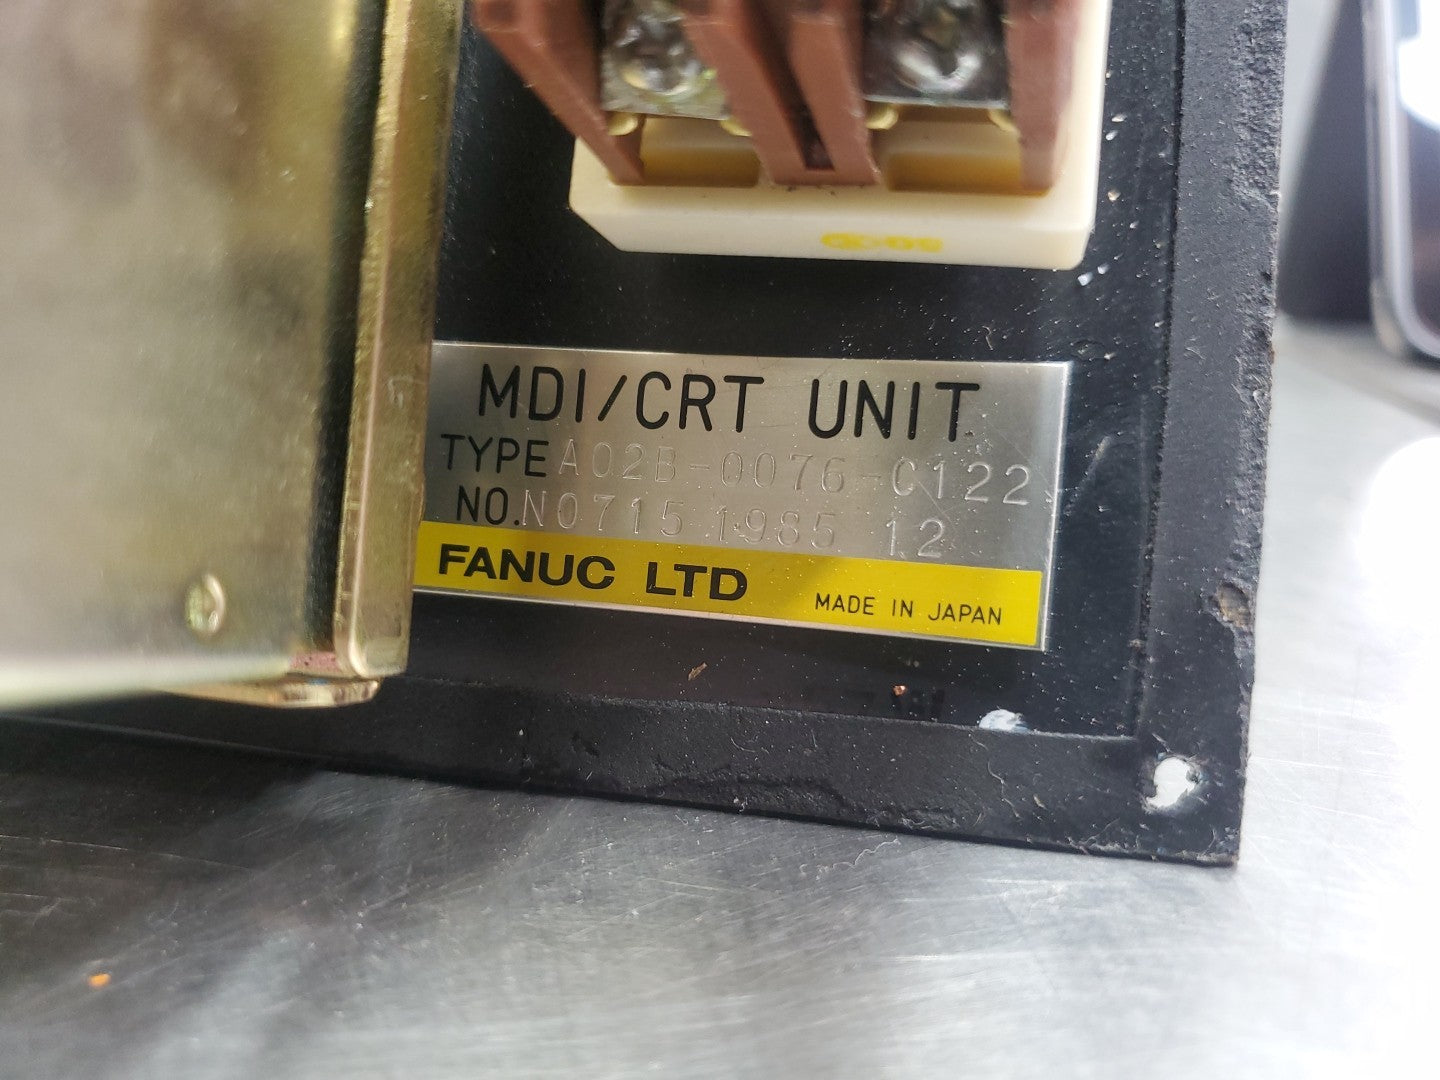 MDI/CRT UNIT
TYPE A02B-0076-C122
NO. N0715 1985 12
FANUC LTD MADE IN JAPAN